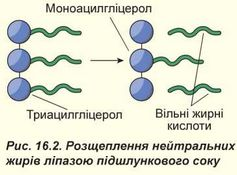 Моноацилгліцерол
Триацилгліцерол
Вільні жирні
кислоти
Рис. 16.2. Розщеплення нейтральних
жирів ліпазою підшлункового соку